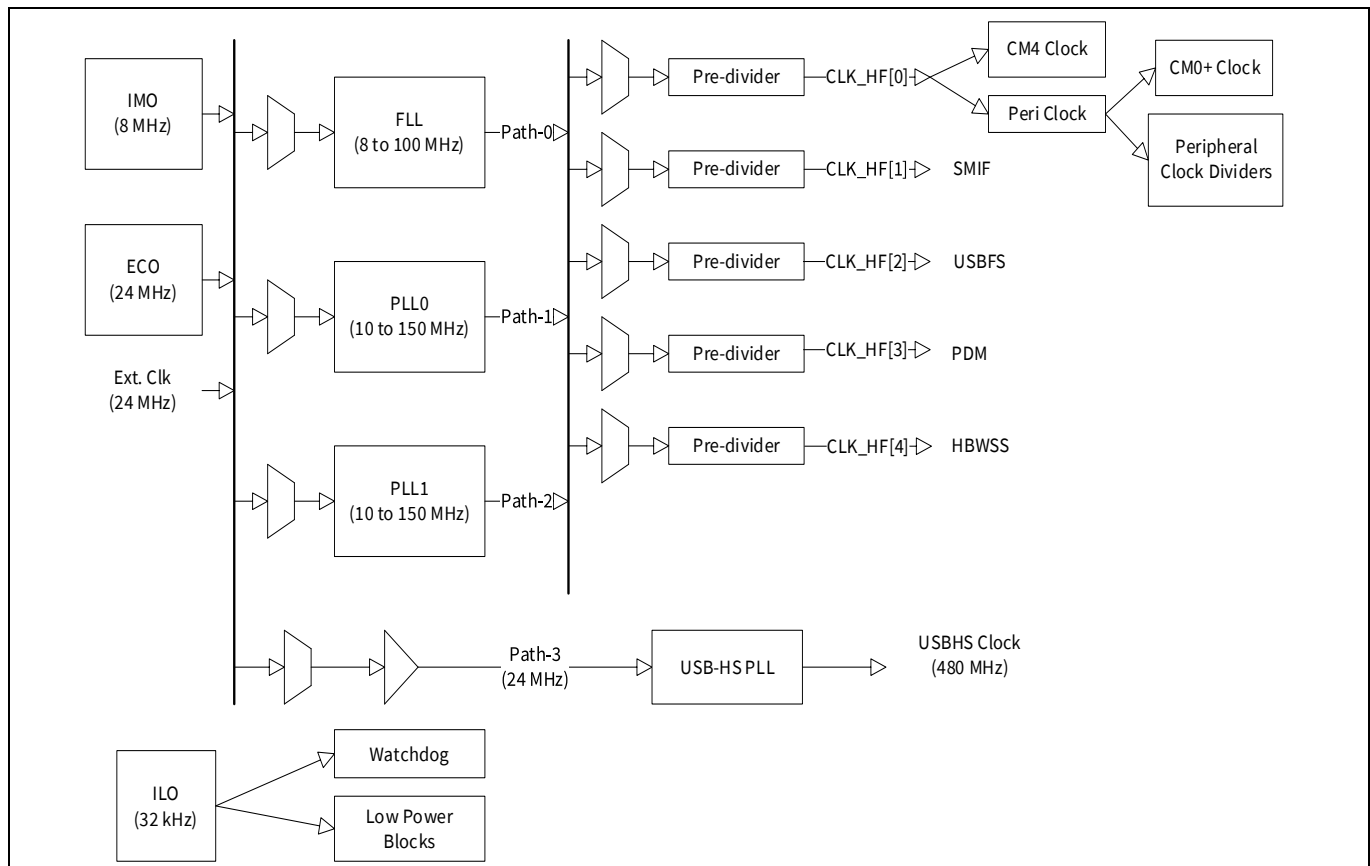 IMO
(8 MHz)
FLL
(8 to 100 MHz)
Path-0
Pre-divider
CLK_HF[0]
CM4 Clock
Peri Clock
CM0+ Clock
Peripheral
Clock Dividers
Pre-divider
CLK_HF[1]
SMIF
ECO
(24 MHz)
PLL0
(10 to 150 MHz)
Path-1
Pre-divider
CLK_HF[2]
USBFS
Pre-divider
CLK_HF[3]
PDM
Ext. Clk
(24 MHz)
Pre-divider
CLK_HF[4]
HBWSS
PLL1
(10 to 150 MHz)
Path-2
Path-3
(24 MHz)
USB-HS PLL
USBHS Clock
(480 MHz)
ILO
(32 kHz)
Watchdog
Low Power
Blocks